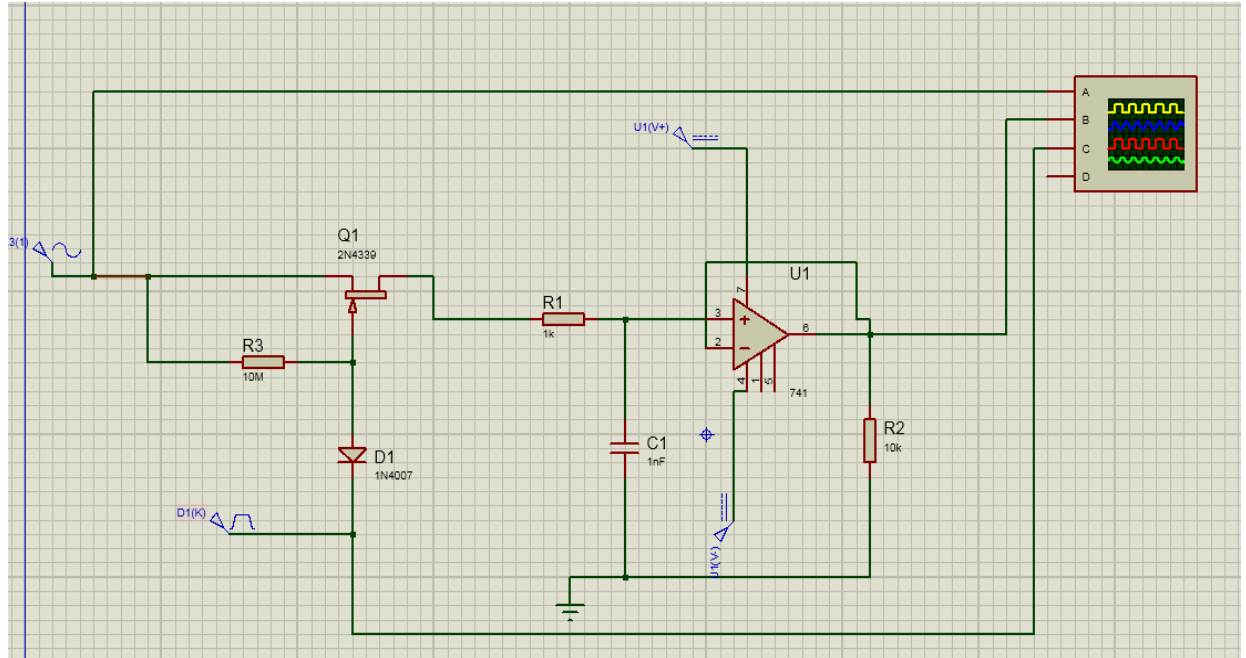 A
B
C
D
U1(V+)
3(1)
Q1
2N4339
U1
7
R1
1k
3
2
6
4
1
5
741
R3
10M
D1
1N4007
C1
1nF
R2
10k
D1(K)
U1(V-)